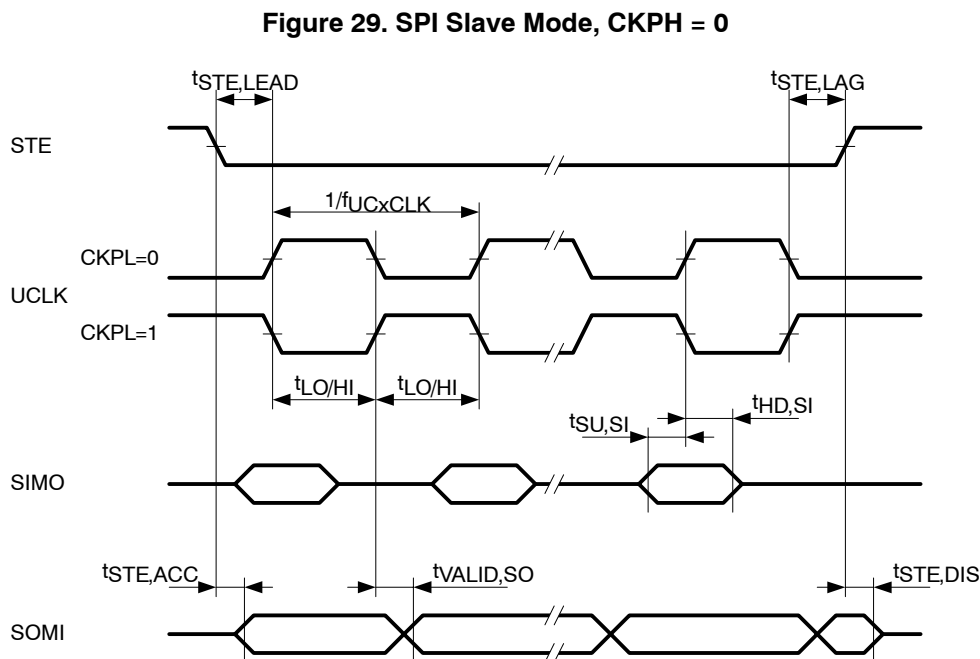 Figure 29. SPI Slave Mode, CKPH = 0
tSTE,LEAD
tSTE,LAG
STE
1/fUCxCLK
CKPL=0
UCLK
CKPL=1
tLO/HI
tLO/HI
tSU,SI
tHD,SI
SIMO
tSTE,ACC
tVALID,SO
tSTE,DIS
SOMI